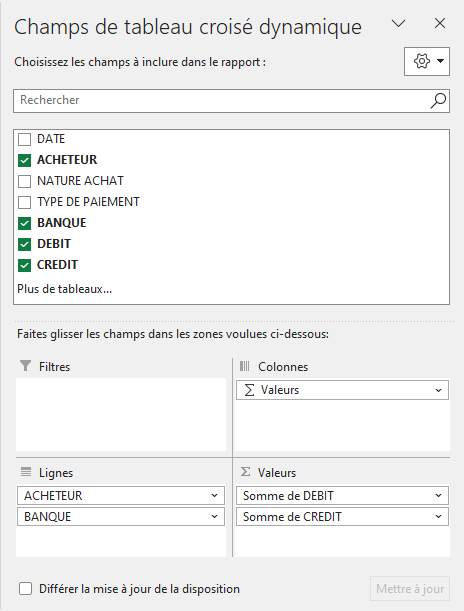 Champs de tableau croisé dynamique
Choisissez les champs à inclure dans le rapport :
Rechercher
DATE
ACHETEUR
NATURE ACHAT
TYPE DE PAIEMENT
BANQUE
DEBIT
CREDIT
Plus de tableaux...
Faites glisser les champs dans les zones voulues ci-dessous:
Filtres
Colonnes
Σ Valeurs
Lignes
ACHETEUR
BANQUE
Σ Valeurs
Somme de DEBIT
Somme de CREDIT
Différer la mise à jour de la disposition
Mettre à jour